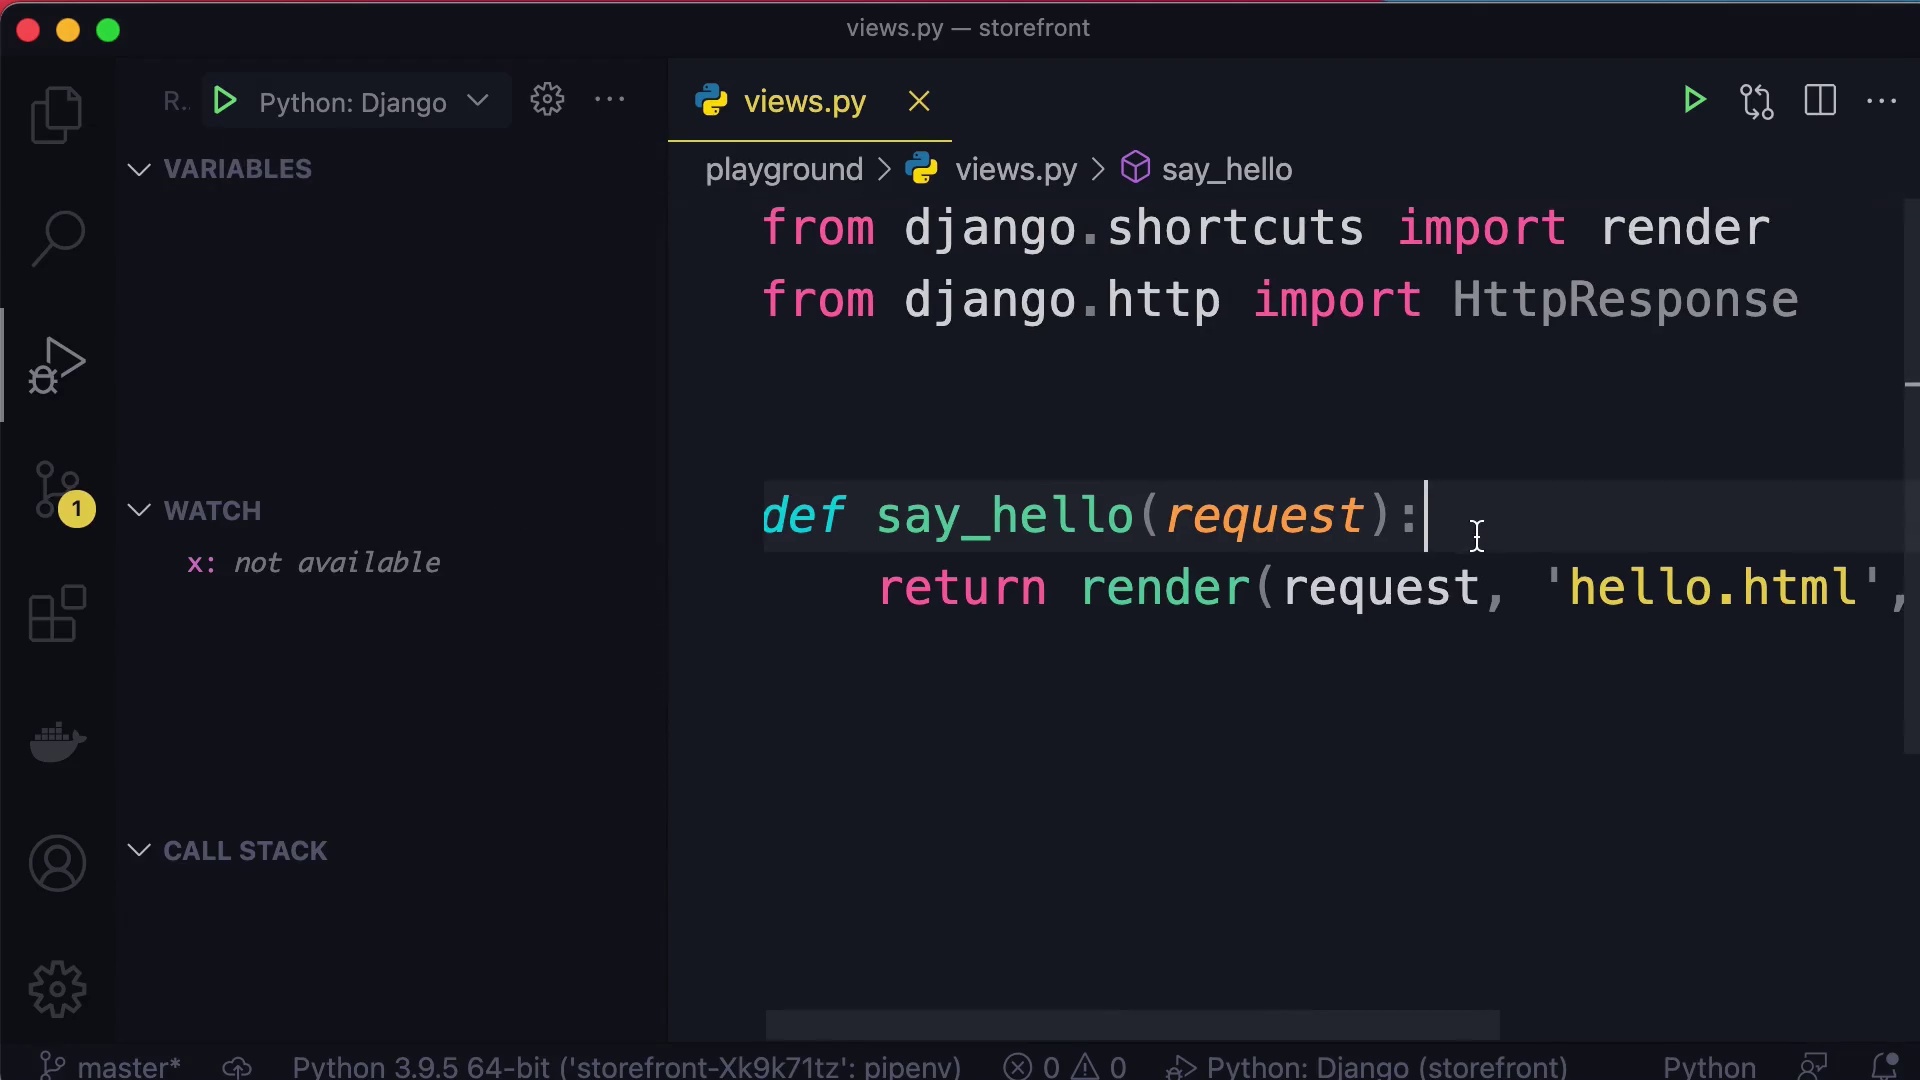 views.py — storefront
R..
Python: Django
views.py
VARIABLES
playground > views.py > say_hello
from django.shortcuts import render
from django.http import HttpResponse
def say_hello(request):
return render(request, 'hello.html',
1
WATCH
x: not available
CALL STACK
master*
Python 3.9.5 64-bit ('storefront-Xk9k71tz': pipenv)
0
0
Python: Django (storefront)
Python